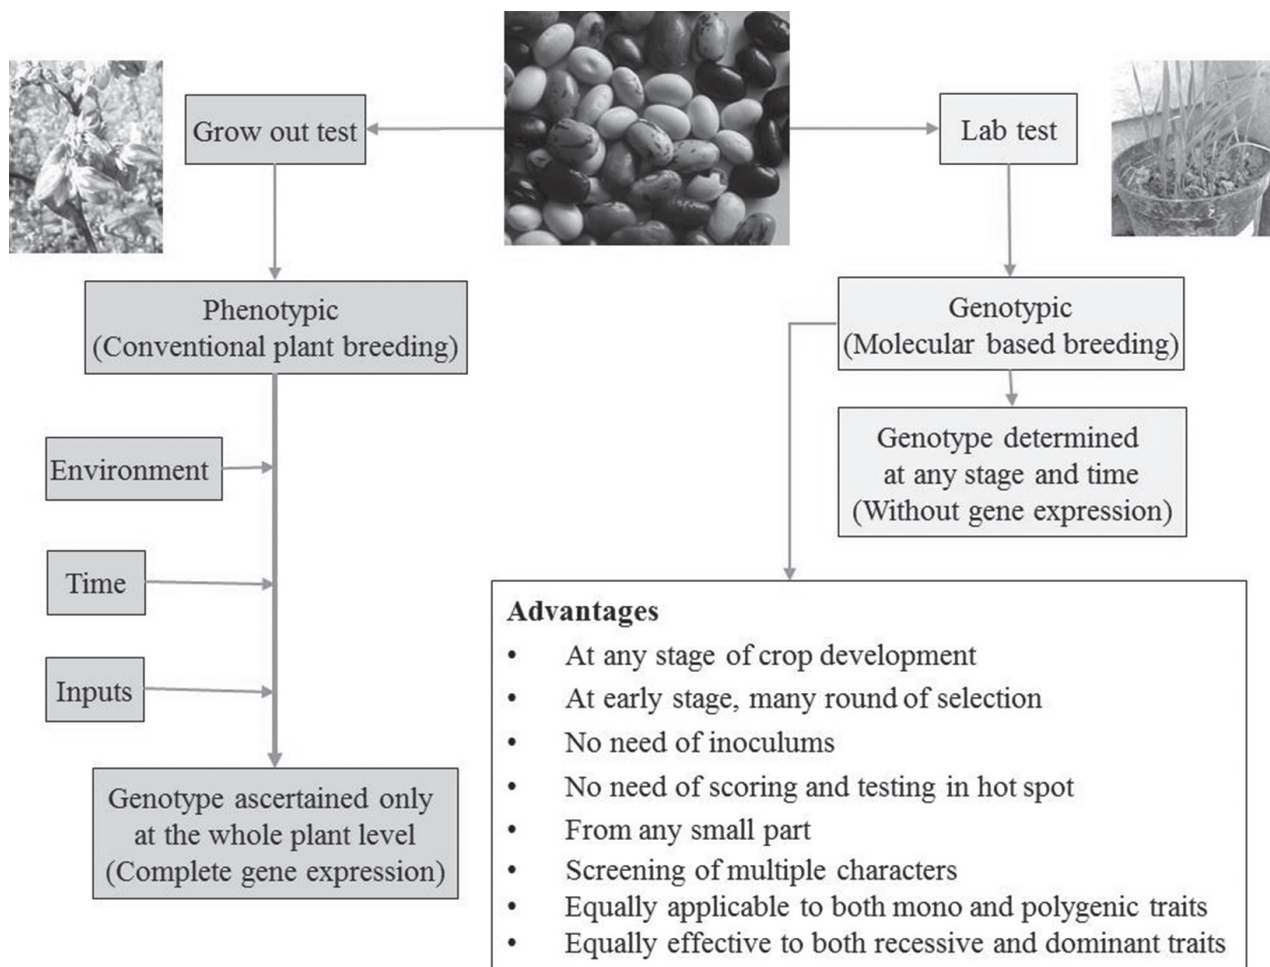 Grow out test
Lab test
Phenotypic
(Conventional plant breeding)
Genotypic
(Molecular based breeding)
Environment
Time
Inputs
Genotype ascertained only
at the whole plant level
(Complete gene expression)
Genotype determined
at any stage and time
(Without gene expression)
Advantages
• At any stage of crop development
• At early stage, many round of selection
• No need of inoculums
• No need of scoring and testing in hot spot
• From any small part
• Screening of multiple characters
• Equally applicable to both mono and polygenic traits
• Equally effective to both recessive and dominant traits